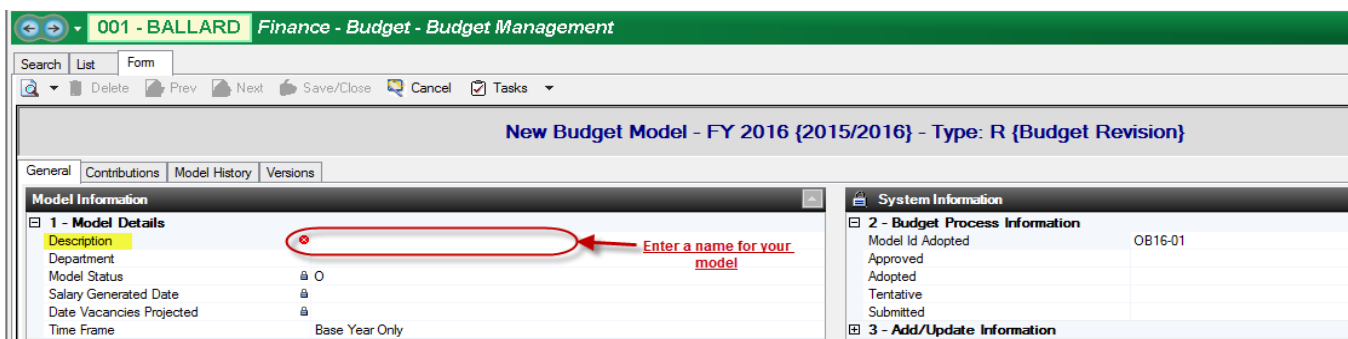 001 - BALLARD Finance - Budget - Budget Management
Search List Form
Delete Prev Next Save/Close Cancel Tasks
New Budget Model - FY 2016 {2015/2016} - Type: R {Budget Revision}
General Contributions Model History Versions
Model Information System Information
1 - Model Details 2 - Budget Process Information
Description Enter a name for your Model Id Adopted OB16-01
Department model Approved
Model Status O Adopted
Salary Generated Date Tentative
Date Vacancies Projected Submitted
Time Frame Base Year Only 3 - Add/Update Information